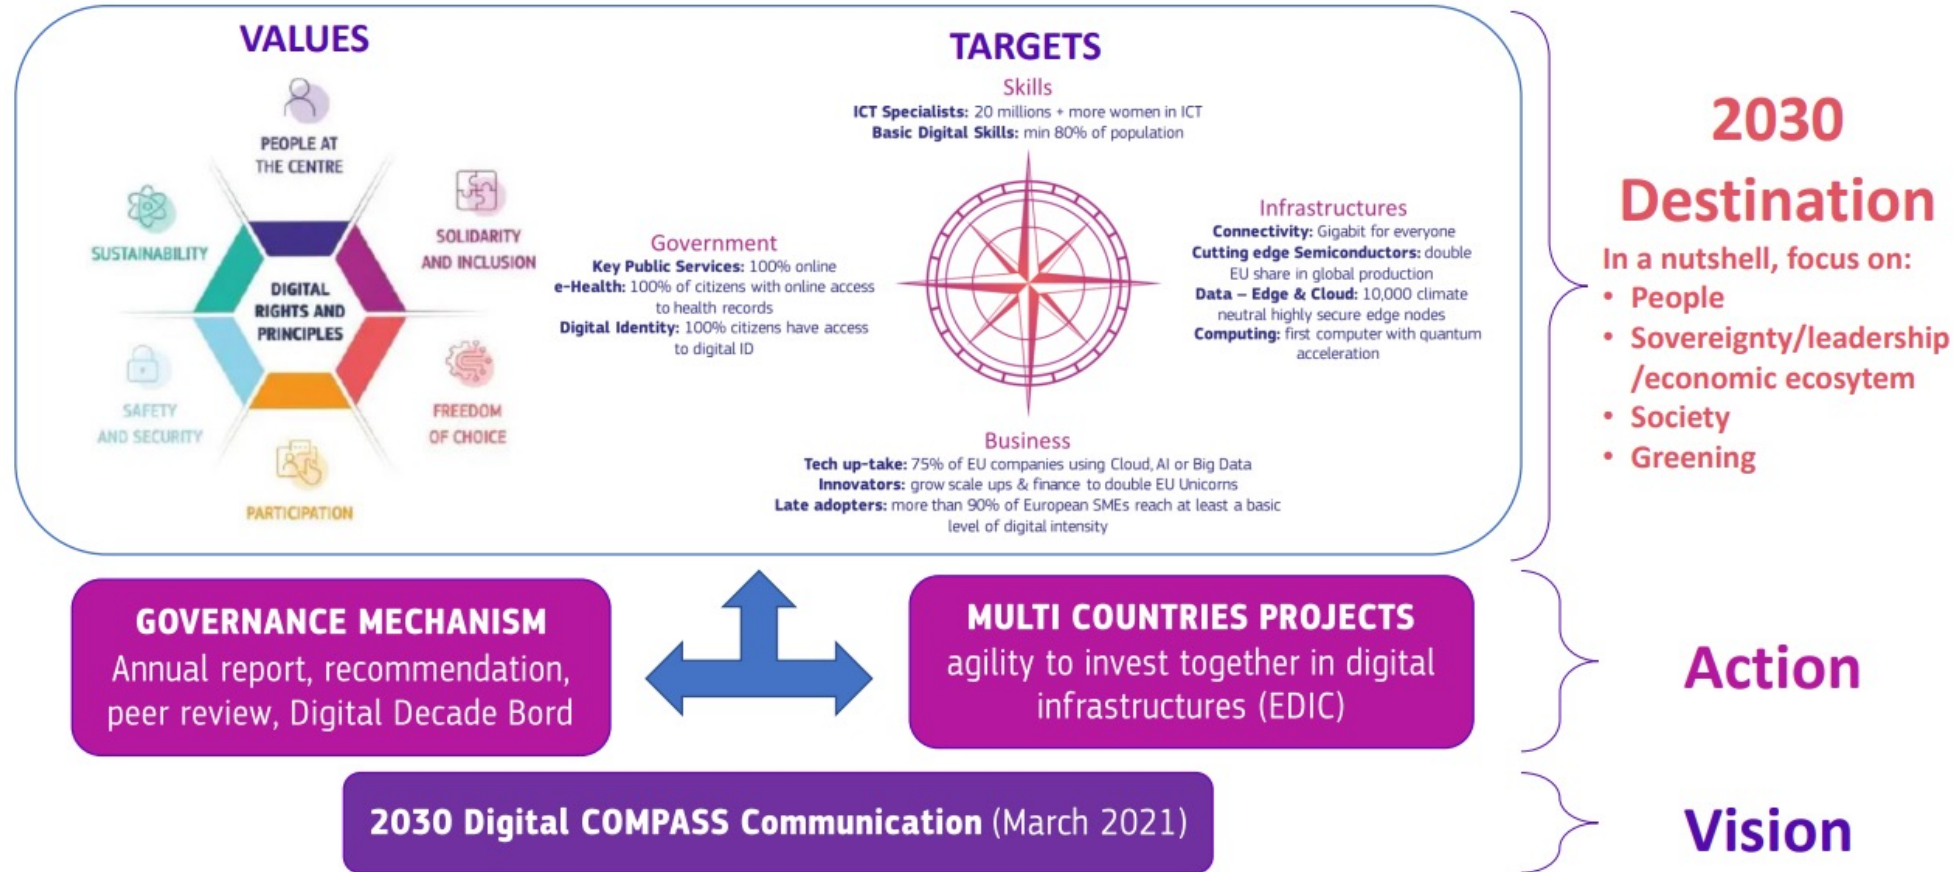 VALUES
PEOPLE AT
THE CENTRE
SUSTAINABILITY
SOLIDARITY
AND INCLUSION
DIGITAL
RIGHTS AND
PRINCIPLES
SAFETY
AND SECURITY
FREEDOM
OF CHOICE
PARTICIPATION
TARGETS
Skills
ICT Specialists: 20 millions + more women in ICT
Basic Digital Skills: min 80% of population
Government
Key Public Services: 100% online
e-Health: 100% of citizens with online access
to health records
Digital Identity: 100% citizens have access
to digital ID
Infrastructures
Connectivity: Gigabit for everyone
Cutting edge Semiconductors: double
EU share in global production
Data – Edge & Cloud: 10,000 climate
neutral highly secure edge nodes
Computing: first computer with quantum
acceleration
Business
Tech up-take: 75% of EU companies using Cloud, AI or Big Data
Innovators: grow scale ups & finance to double EU Unicorns
Late adopters: more than 90% of European SMEs reach at least a basic
level of digital intensity
2030
Destination
In a nutshell, focus on:
• People
• Sovereignty/leadership
/economic ecosytem
• Society
• Greening
GOVERNANCE MECHANISM
Annual report, recommendation,
peer review, Digital Decade Bord
MULTI COUNTRIES PROJECTS
agility to invest together in digital
infrastructures (EDIC)
Action
2030 Digital COMPASS Communication (March 2021)
Vision